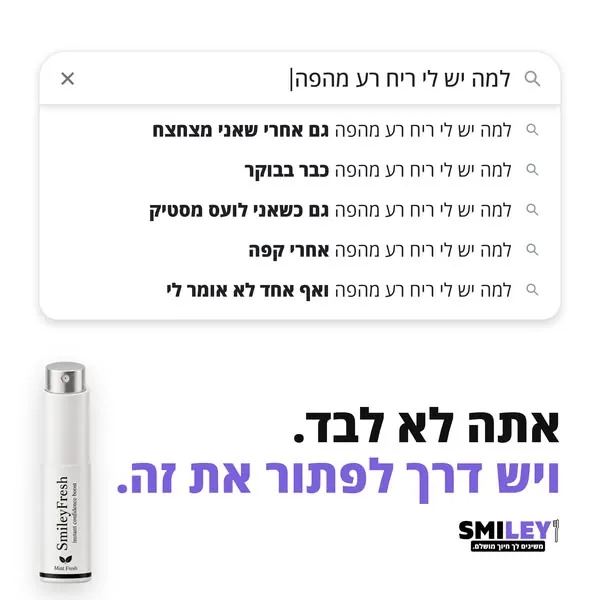 למה יש לי ריח רע מהפה
למה יש לי ריח רע מהפה גם אחרי שאני מצחצח
למה יש לי ריח רע מהפה כבר בבוקר
למה יש לי ריח רע מהפה גם כשאני לועס מסטיק
למה יש לי ריח רע מהפה אחרי קפה
למה יש לי ריח רע מהפה ואף אחד לא אומר לי
אתה לא לבד.
ויש דרך לפתור את זה.
SmileyFresh
Instant confidence boost
Mint Fresh
SMILEY
משיגים לך חיוך מושלם.